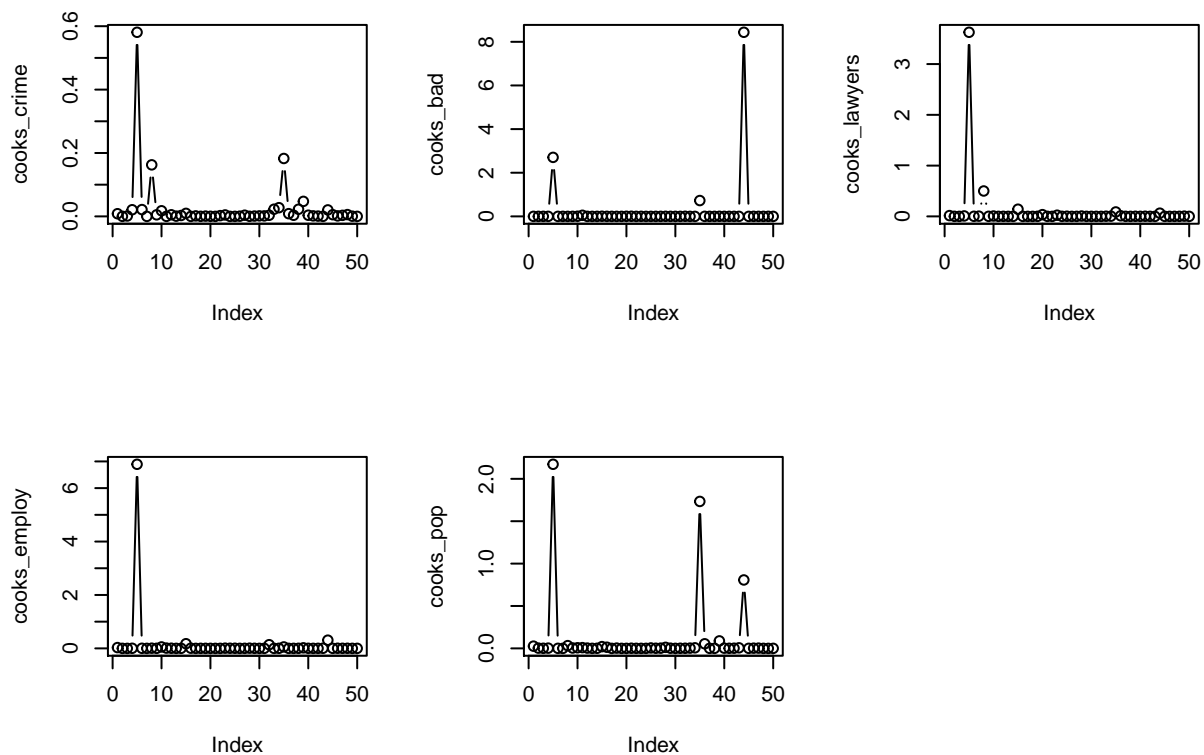 cooks_crime
0.0 0.2 0.4 0.6
0 10 20 30 40 50
Index
cooks_bad
0 2 4 6 8
0 10 20 30 40 50
Index
cooks_lawyers
0 1 2 3
0 10 20 30 40 50
Index
cooks_employ
0 2 4 6
0 10 20 30 40 50
Index
cooks_pop
0.0 1.0 2.0
0 10 20 30 40 50
Index